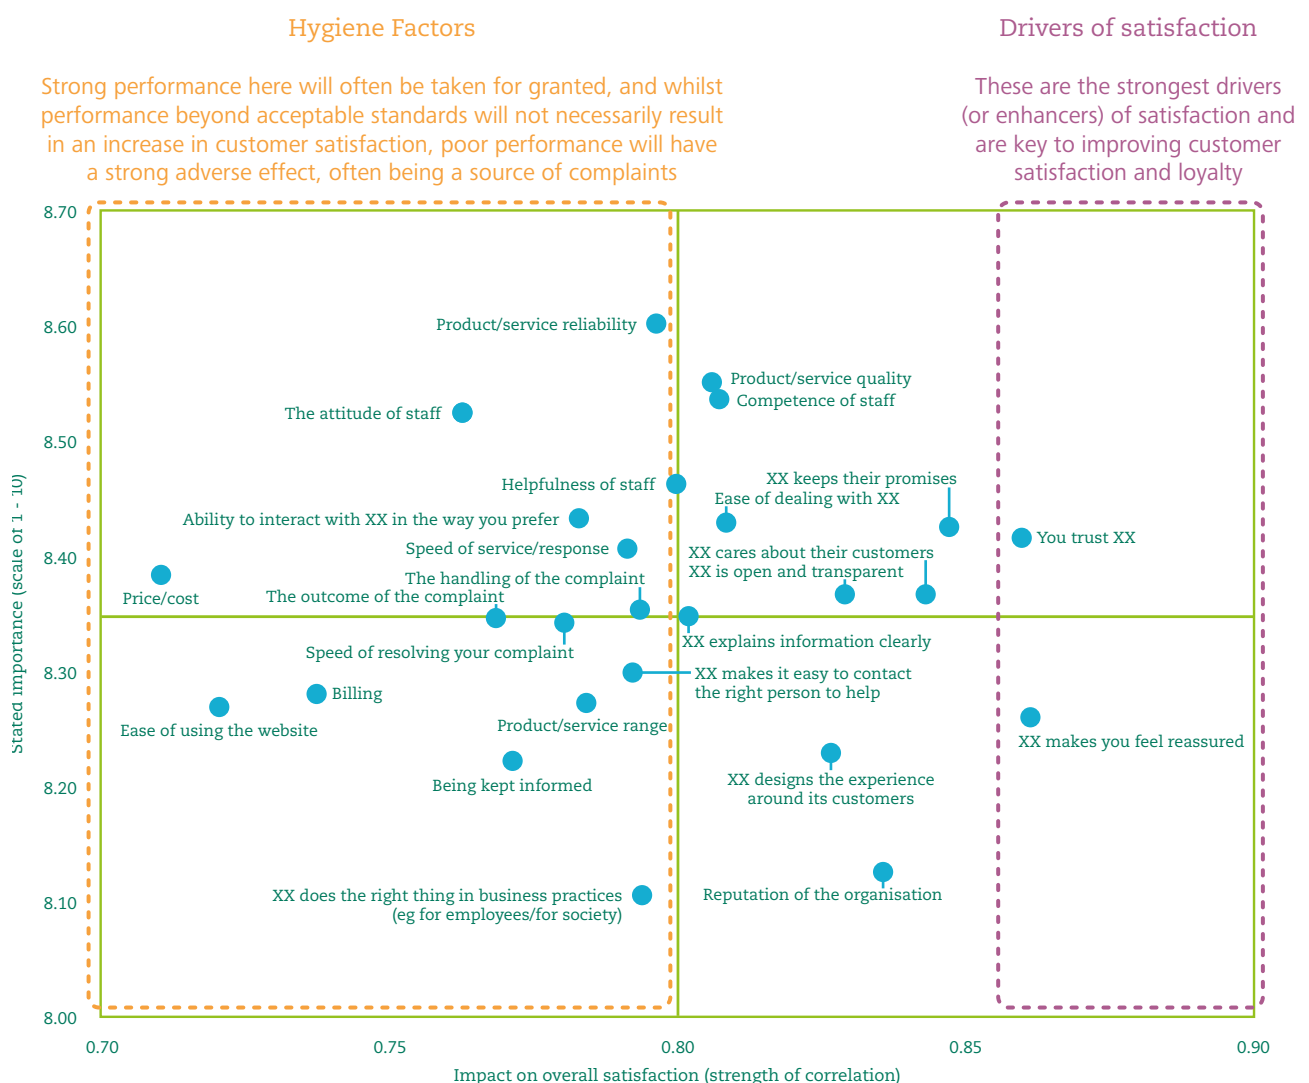 Hygiene Factors
Drivers of satisfaction
Strong performance here will often be taken for granted, and whilst
performance beyond acceptable standards will not necessarily result
in an increase in customer satisfaction, poor performance will have
a strong adverse effect, often being a source of complaints
These are the strongest drivers
(or enhancers) of satisfaction and
are key to improving customer
satisfaction and loyalty
8.70
8.60
8.50
8.40
8.30
8.20
8.10
8.00
Stated importance (scale of 1 - 10)
Product/service reliability
Product/service quality
Competence of staff
The attitude of staff
Helpfulness of staff
XX keeps their promises
Ease of dealing with XX
Ability to interact with XX in the way you prefer
You trust XX
Speed of service/response
XX cares about their customers
XX is open and transparent
The handling of the complaint
The outcome of the complaint
Price/cost
XX explains information clearly
Speed of resolving your complaint
XX makes it easy to contact
the right person to help
Billing
Product/service range
Ease of using the website
XX makes you feel reassured
Being kept informed
XX designs the experience
around its customers
XX does the right thing in business practices
(eg for employees/for society)
Reputation of the organisation
0.70
0.75
0.80
0.85
0.90
Impact on overall satisfaction (strength of correlation)